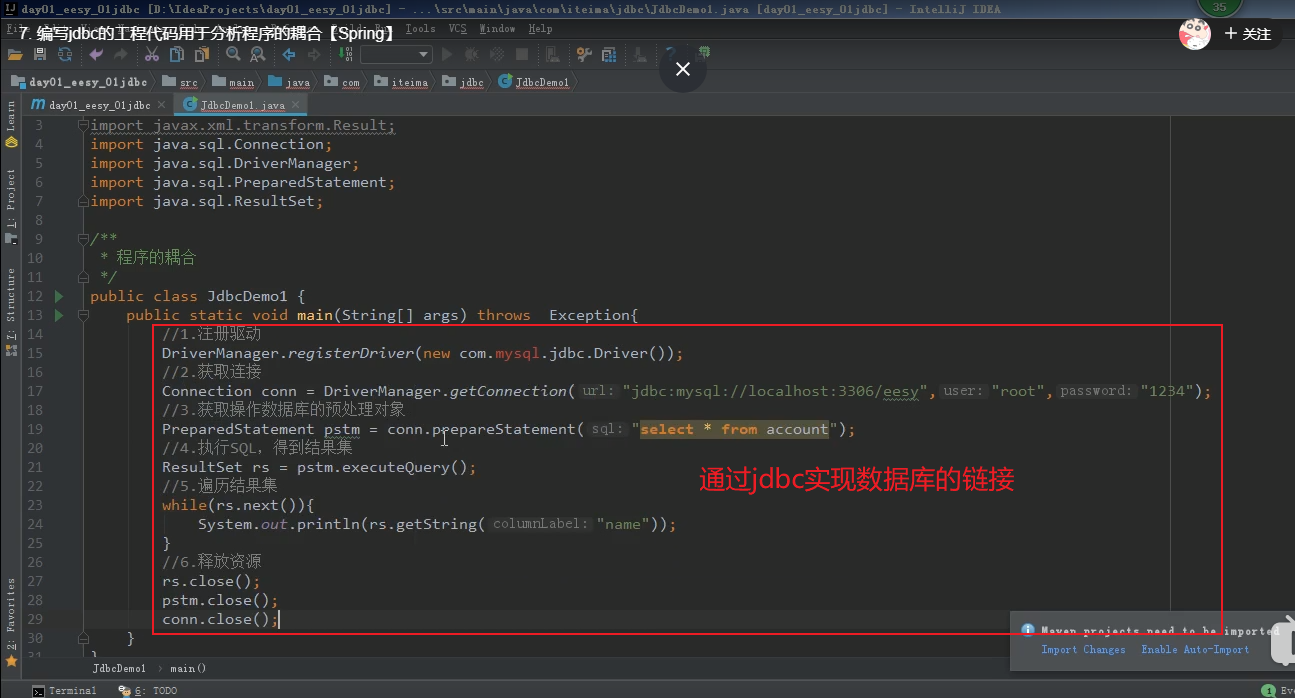 day01_eesy_01jdbc [D:\IdeaProjects\day01_eesy_01jdbc] - ...\src\main\java\com\iteima\jdbc\JdbcDemo1.java [day01_eesy_01jdbc] - IntelliJ IDEA
35
7. 编写jdbc的工程代码用于分析程序的耦合【Spring】
Tools VCS Window Help
+ 关注
day01_eesy_01jdbc src main java com iteima jdbc JdbcDemo1
day01_eesy_01jdbc JdbcDemo1.java
Learn
1: Project
7: Structure
2: Favorites
3 import javax.xml.transform.Result;
4 import java.sql.Connection;
5 import java.sql.DriverManager;
6 import java.sql.PreparedStatement;
7 import java.sql.ResultSet;
8
9 /**
10 * 程序的耦合
11 */
12 public class JdbcDemo1 {
13 public static void main(String[] args) throws Exception{
14 //1.注册驱动
15 DriverManager.registerDriver(new com.mysql.jdbc.Driver());
16 //2.获取连接
17 Connection conn = DriverManager.getConnection( url: "jdbc:mysql://localhost:3306/eesy", user: "root", password: "1234");
18 //3.获取操作数据库的预处理对象
19 PreparedStatement pstm = conn.prepareStatement( sql: "select * from account");
20 //4.执行SQL，得到结果集
21 ResultSet rs = pstm.executeQuery();
22 //5.遍历结果集
23 while(rs.next()){
24 System.out.println(rs.getString( columnLabel: "name"));
25 }
26 //6.释放资源
27 rs.close();
28 pstm.close();
29 conn.close();
30 }
31 }
通过jdbc实现数据库的链接
Maven projects need to be imported
Import Changes Enable Auto-Import
JdbcDemo1 main()
Terminal 6: TODO
1